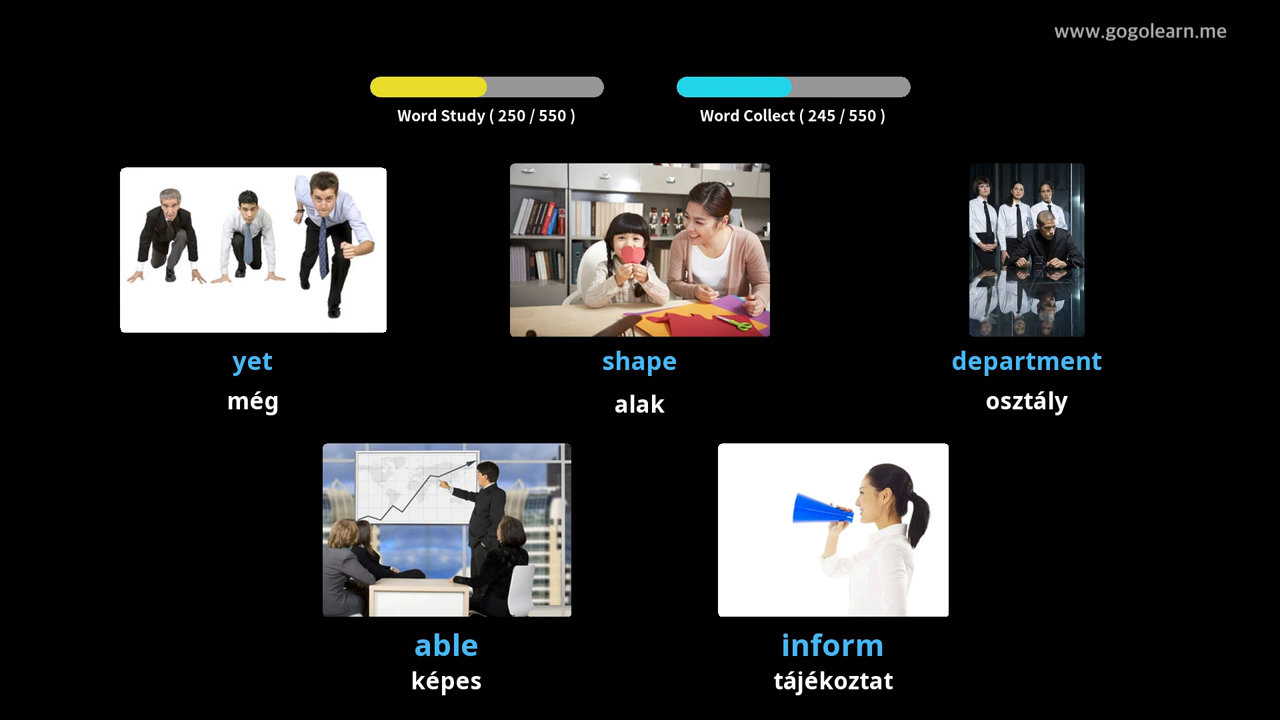 www.gogolearn.me
Word Study ( 250 / 550 )
Word Collect ( 245 / 550 )
yet
még
shape
alak
department
osztály
able
képes
inform
tájékoztat